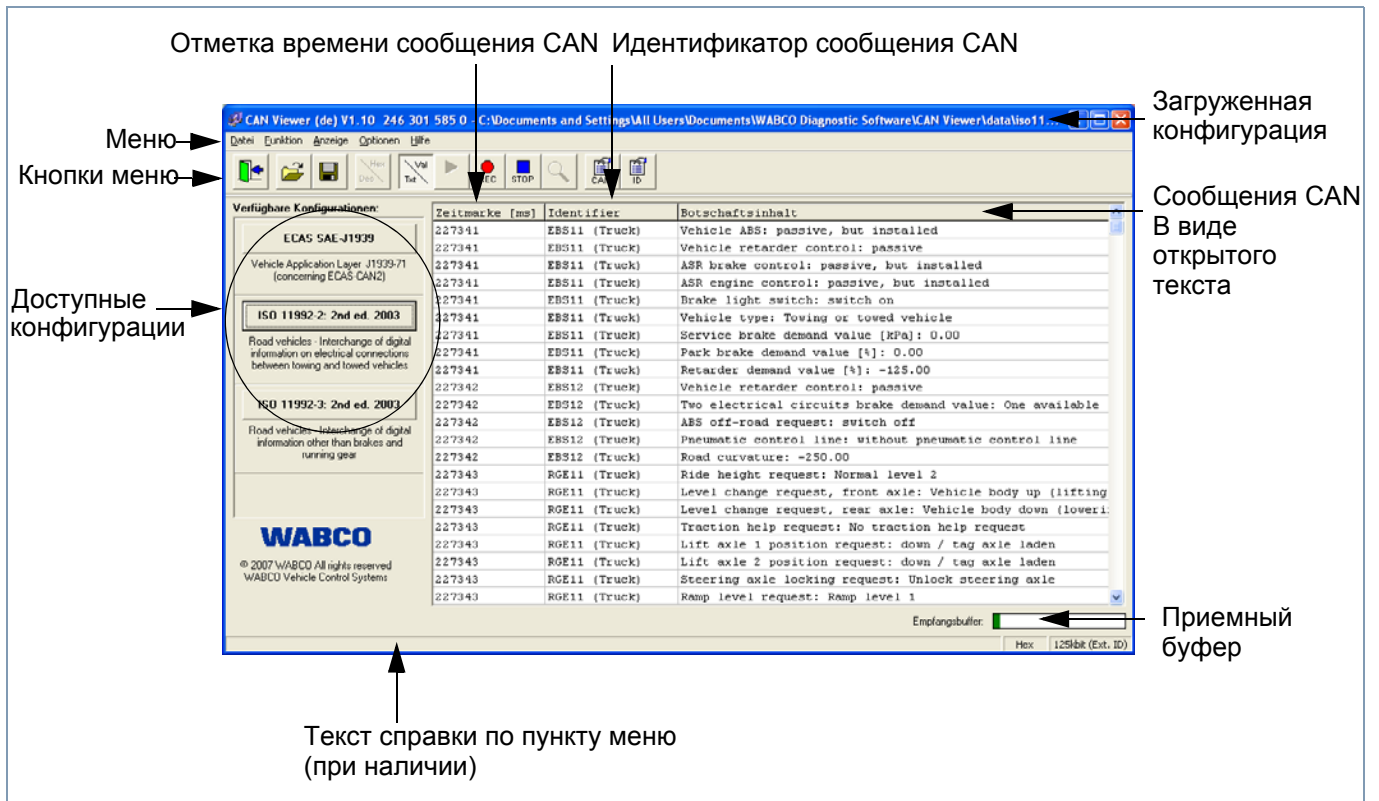 Отметка времени сообщения CAN Идентификатор сообщения CAN
Загруженная
конфигурация
Меню
Кнопки меню
Сообщения CAN
В виде
открытого
текста
Доступные
конфигурации
Приемный
буфер
Текст справки по пункту меню
(при наличии)
CAN Viewer (de) V1.10 246 301 585 0 - C:\Documents and Settings\All Users\Documents\WABCO Diagnostic Software\CAN Viewer\data\iso11...
Datei Funktion Anzeige Optionen Hilfe
Hex Dec Val Txt REC STOP CAN ID
Verfügbare Konfigurationen:
ECAS SAE-J1939
Vehicle Application Layer J1939-71
(concerning ECAS-CAN2)
ISO 11992-2: 2nd ed. 2003
Road vehicles - Interchange of digital
information on electrical connections
between towing and towed vehicles
ISO 11992-3: 2nd ed. 2003
Road vehicles - Interchange of digital
information other than brakes and
running gear
WABCO
© 2007 WABCO All rights reserved
WABCO Vehicle Control Systems
Zeitmarke [ms] Identifier Botschaftsinhalt
227341 EBS11 (Truck) Vehicle ABS: passive, but installed
227341 EBS11 (Truck) Vehicle retarder control: passive
227341 EBS11 (Truck) ASR brake control: passive, but installed
227341 EBS11 (Truck) ASR engine control: passive, but installed
227341 EBS11 (Truck) Brake light switch: switch on
227341 EBS11 (Truck) Vehicle type: Towing or towed vehicle
227341 EBS11 (Truck) Service brake demand value [kPa]: 0.00
227341 EBS11 (Truck) Park brake demand value [%]: 0.00
227341 EBS11 (Truck) Retarder demand value [%]: -125.00
227342 EBS12 (Truck) Vehicle retarder control: passive
227342 EBS12 (Truck) Two electrical circuits brake demand value: One available
227342 EBS12 (Truck) ABS off-road request: switch off
227342 EBS12 (Truck) Pneumatic control line: without pneumatic control line
227342 EBS12 (Truck) Road curvature: -250.00
227343 RGE11 (Truck) Ride height request: Normal level 2
227343 RGE11 (Truck) Level change request, front axle: Vehicle body up (lifting
227343 RGE11 (Truck) Level change request, rear axle: Vehicle body down (loweri
227343 RGE11 (Truck) Traction help request: No traction help request
227343 RGE11 (Truck) Lift axle 1 position request: down / tag axle laden
227343 RGE11 (Truck) Lift axle 2 position request: down / tag axle laden
227343 RGE11 (Truck) Steering axle locking request: Unlock steering axle
227343 RGE11 (Truck) Ramp level request: Ramp level 1
Empfangsbuffer:
Hex 125kbit (Ext. ID)